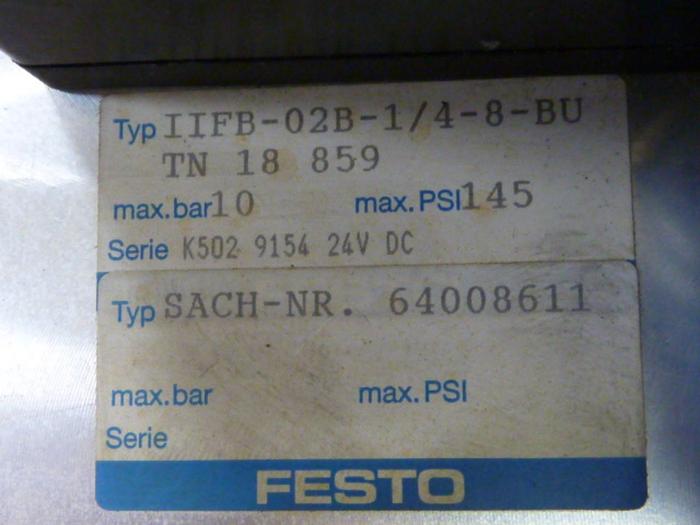 Typ IIFB-02B-1/4-8-BU
TN 18 859
max.bar 10 max.PSI 145
Serie K502 9154 24V DC
Typ SACH-NR. 64008611
max.bar max.PSI
Serie
FESTO